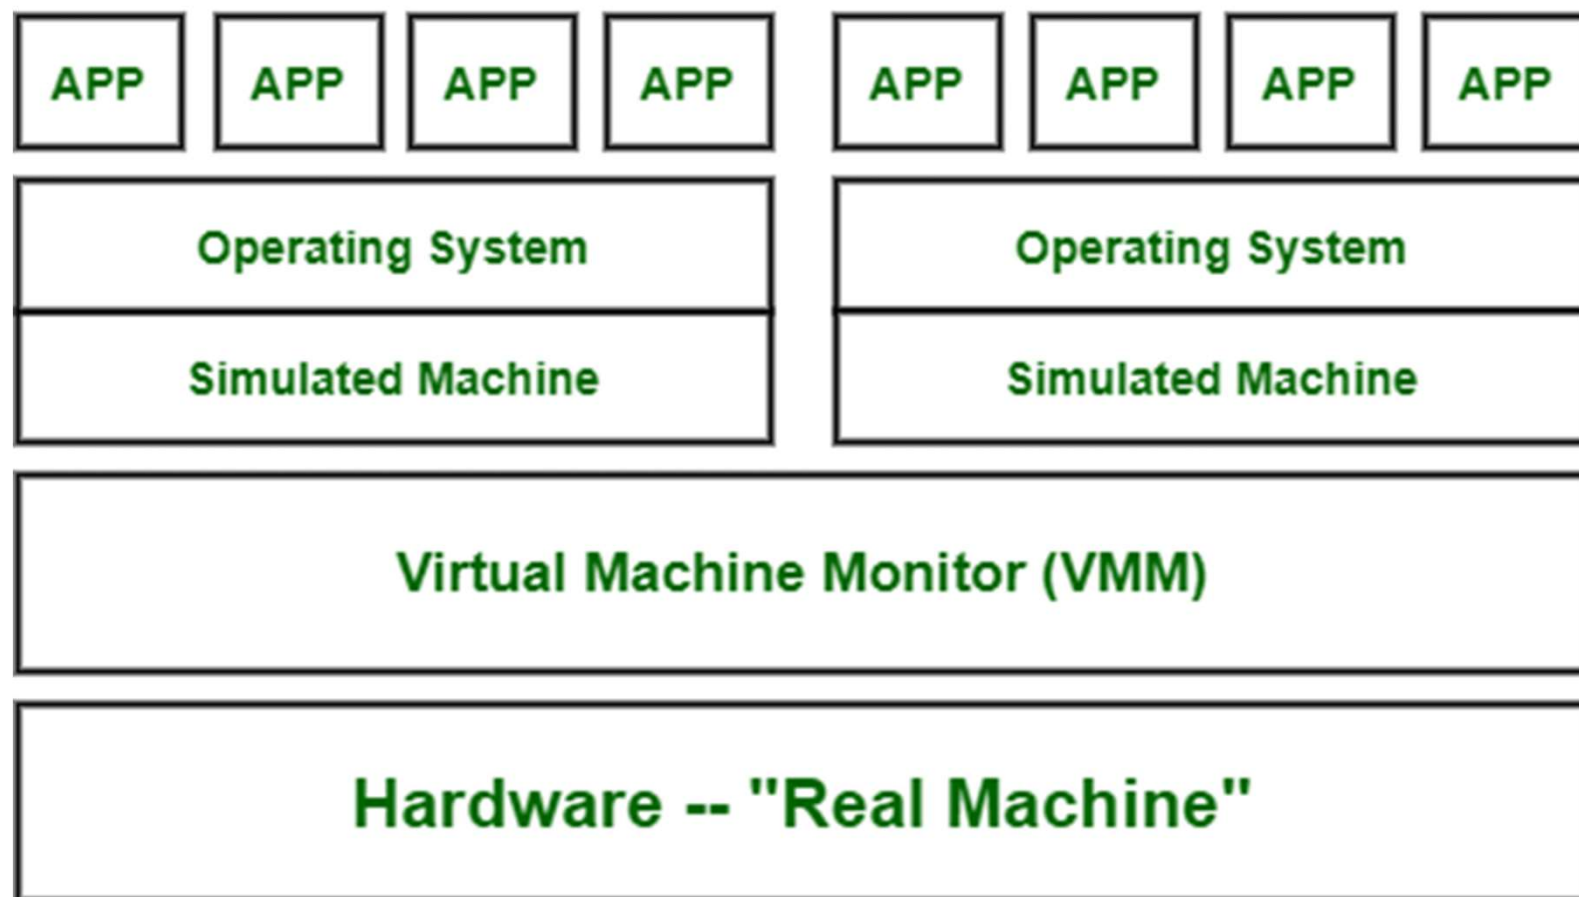 APP APP APP APP APP APP APP APP
Operating System Operating System
Simulated Machine Simulated Machine
Virtual Machine Monitor (VMM)
Hardware -- "Real Machine"